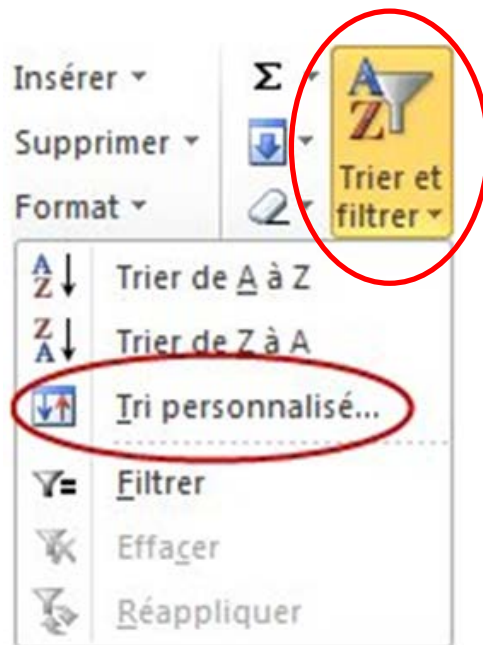 Insérer
Σ
Supprimer
Format
Trier et
filtrer
Trier de A à Z
Trier de Z à A
Tri personnalisé...
Filtrer
Effacer
Réappliquer